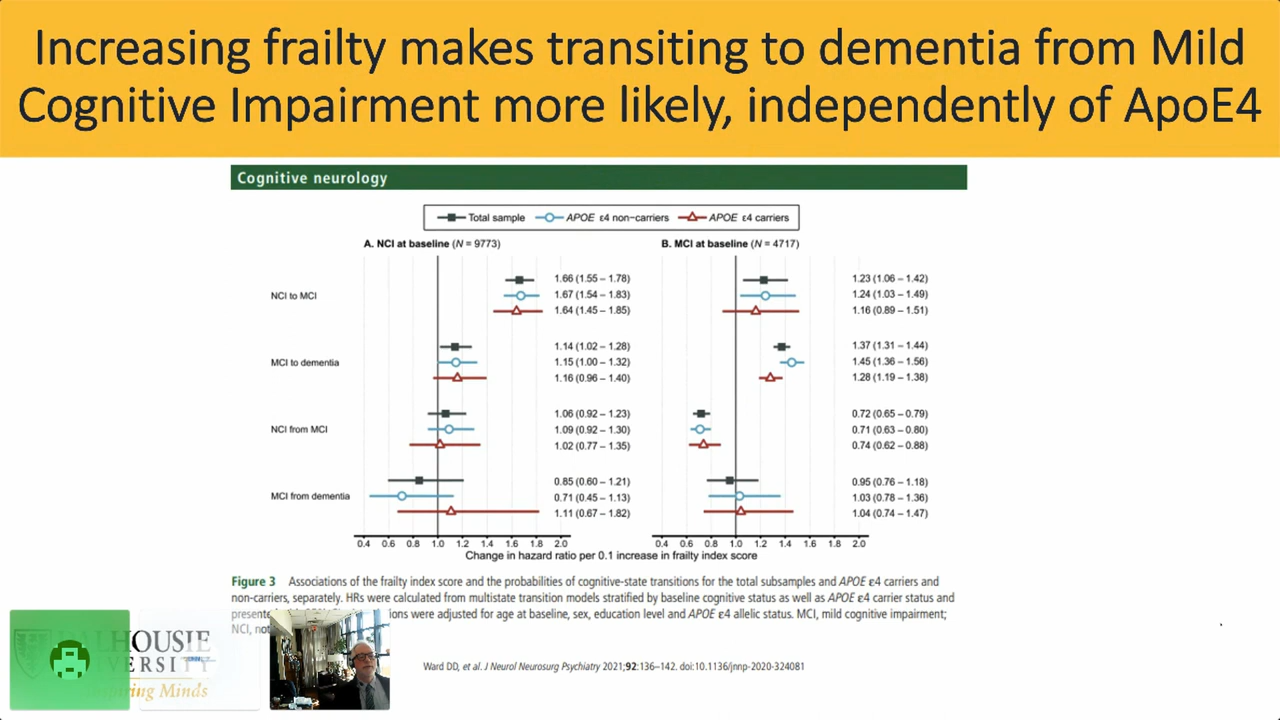 Increasing frailty makes transiting to dementia from Mild
Cognitive Impairment more likely, independently of ApoE4
Cognitive neurology
Total sample APOE ε4 non−carriers APOE ε4 carriers
A. NCI at baseline (N = 9773)
NCI to MCI
1.66 (1.55 − 1.78)
1.67 (1.54 − 1.83)
1.64 (1.45 − 1.85)
MCI to dementia
1.14 (1.02 − 1.28)
1.15 (1.00 − 1.32)
1.16 (0.96 − 1.40)
NCI from MCI
1.06 (0.92 − 1.23)
1.09 (0.92 − 1.30)
1.02 (0.77 − 1.35)
MCI from dementia
0.85 (0.60 − 1.21)
0.71 (0.45 − 1.13)
1.11 (0.67 − 1.82)
0.4 0.6 0.8 1.0 1.2 1.4 1.6 1.8 2.0
B. MCI at baseline (N = 4717)
1.23 (1.06 − 1.42)
1.24 (1.03 − 1.49)
1.16 (0.89 − 1.51)
1.37 (1.31 − 1.44)
1.45 (1.36 − 1.56)
1.28 (1.19 − 1.38)
0.72 (0.65 − 0.79)
0.71 (0.63 − 0.80)
0.74 (0.62 − 0.88)
0.95 (0.76 − 1.18)
1.03 (0.78 − 1.36)
1.04 (0.74 − 1.47)
0.4 0.6 0.8 1.0 1.2 1.4 1.6 1.8 2.0
Change in hazard ratio per 0.1 increase in frailty index score
Figure 3 Associations of the frailty index score and the probabilities of cognitive-state transitions for the total subsamples and APOE ε4 carriers and
non-carriers, separately. HRs were calculated from multistate transition models stratified by baseline cognitive status as well as APOE ε4 carrier status and
were adjusted for age at baseline, sex, education level and APOE ε4 allelic status. MCI, mild cognitive impairment;
NCI,
Ward DD, et al. J Neurol Neurosurg Psychiatry 2021;92:136–142. doi:10.1136/jnnp-2020-324081
Minds